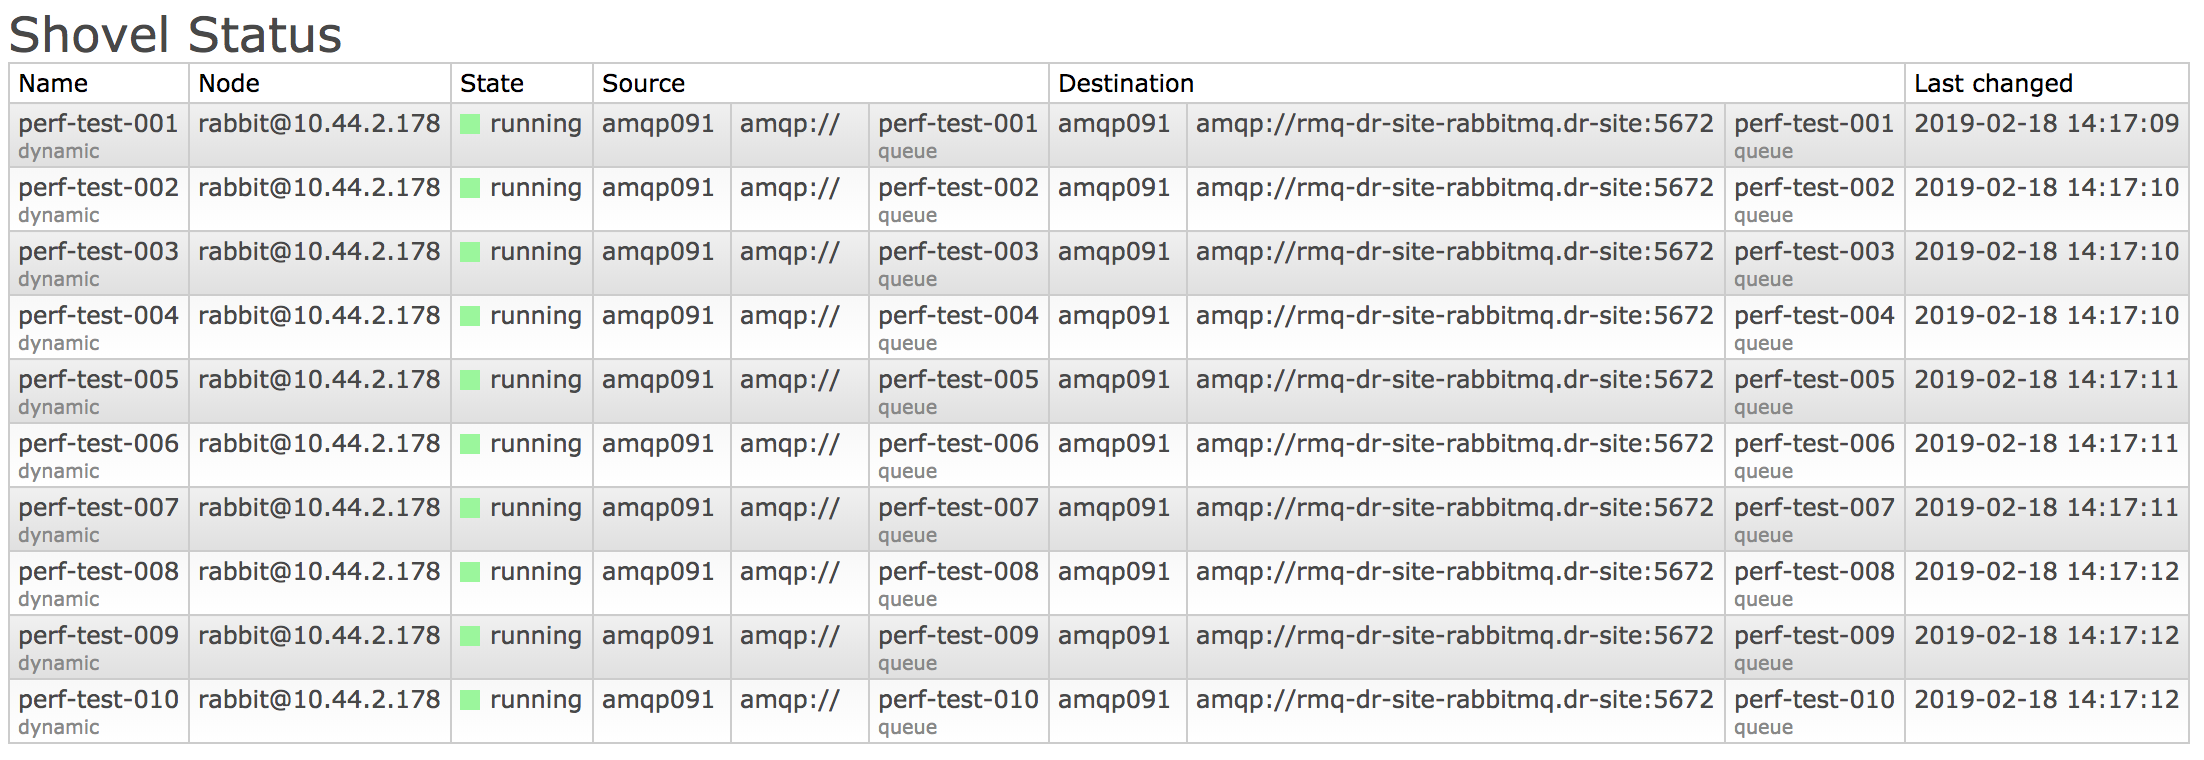 Shovel Status
Name Node State Source Destination Last changed
perf-test-001 rabbit@10.44.2.178 running amqp091 amqp:// perf-test-001 amqp091 amqp://rmq-dr-site-rabbitmq.dr-site:5672 perf-test-001 2019-02-18 14:17:09
dynamic queue queue
perf-test-002 rabbit@10.44.2.178 running amqp091 amqp:// perf-test-002 amqp091 amqp://rmq-dr-site-rabbitmq.dr-site:5672 perf-test-002 2019-02-18 14:17:10
dynamic queue queue
perf-test-003 rabbit@10.44.2.178 running amqp091 amqp:// perf-test-003 amqp091 amqp://rmq-dr-site-rabbitmq.dr-site:5672 perf-test-003 2019-02-18 14:17:10
dynamic queue queue
perf-test-004 rabbit@10.44.2.178 running amqp091 amqp:// perf-test-004 amqp091 amqp://rmq-dr-site-rabbitmq.dr-site:5672 perf-test-004 2019-02-18 14:17:10
dynamic queue queue
perf-test-005 rabbit@10.44.2.178 running amqp091 amqp:// perf-test-005 amqp091 amqp://rmq-dr-site-rabbitmq.dr-site:5672 perf-test-005 2019-02-18 14:17:11
dynamic queue queue
perf-test-006 rabbit@10.44.2.178 running amqp091 amqp:// perf-test-006 amqp091 amqp://rmq-dr-site-rabbitmq.dr-site:5672 perf-test-006 2019-02-18 14:17:11
dynamic queue queue
perf-test-007 rabbit@10.44.2.178 running amqp091 amqp:// perf-test-007 amqp091 amqp://rmq-dr-site-rabbitmq.dr-site:5672 perf-test-007 2019-02-18 14:17:11
dynamic queue queue
perf-test-008 rabbit@10.44.2.178 running amqp091 amqp:// perf-test-008 amqp091 amqp://rmq-dr-site-rabbitmq.dr-site:5672 perf-test-008 2019-02-18 14:17:12
dynamic queue queue
perf-test-009 rabbit@10.44.2.178 running amqp091 amqp:// perf-test-009 amqp091 amqp://rmq-dr-site-rabbitmq.dr-site:5672 perf-test-009 2019-02-18 14:17:12
dynamic queue queue
perf-test-010 rabbit@10.44.2.178 running amqp091 amqp:// perf-test-010 amqp091 amqp://rmq-dr-site-rabbitmq.dr-site:5672 perf-test-010 2019-02-18 14:17:12
dynamic queue queue